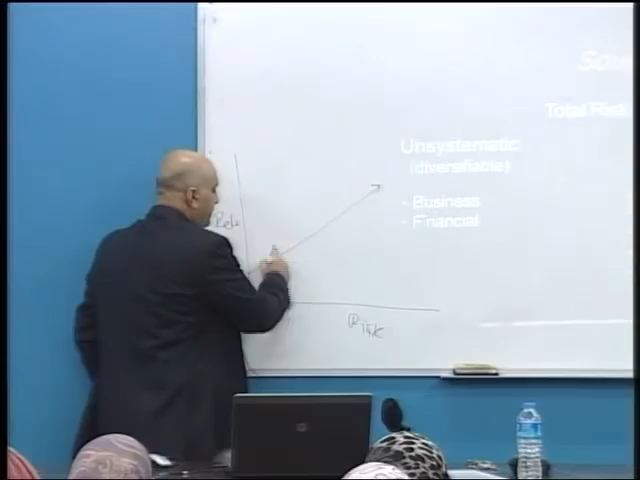 Total Risk
Unsystematic
(diversifiable)
- Business
- Financial
Risk